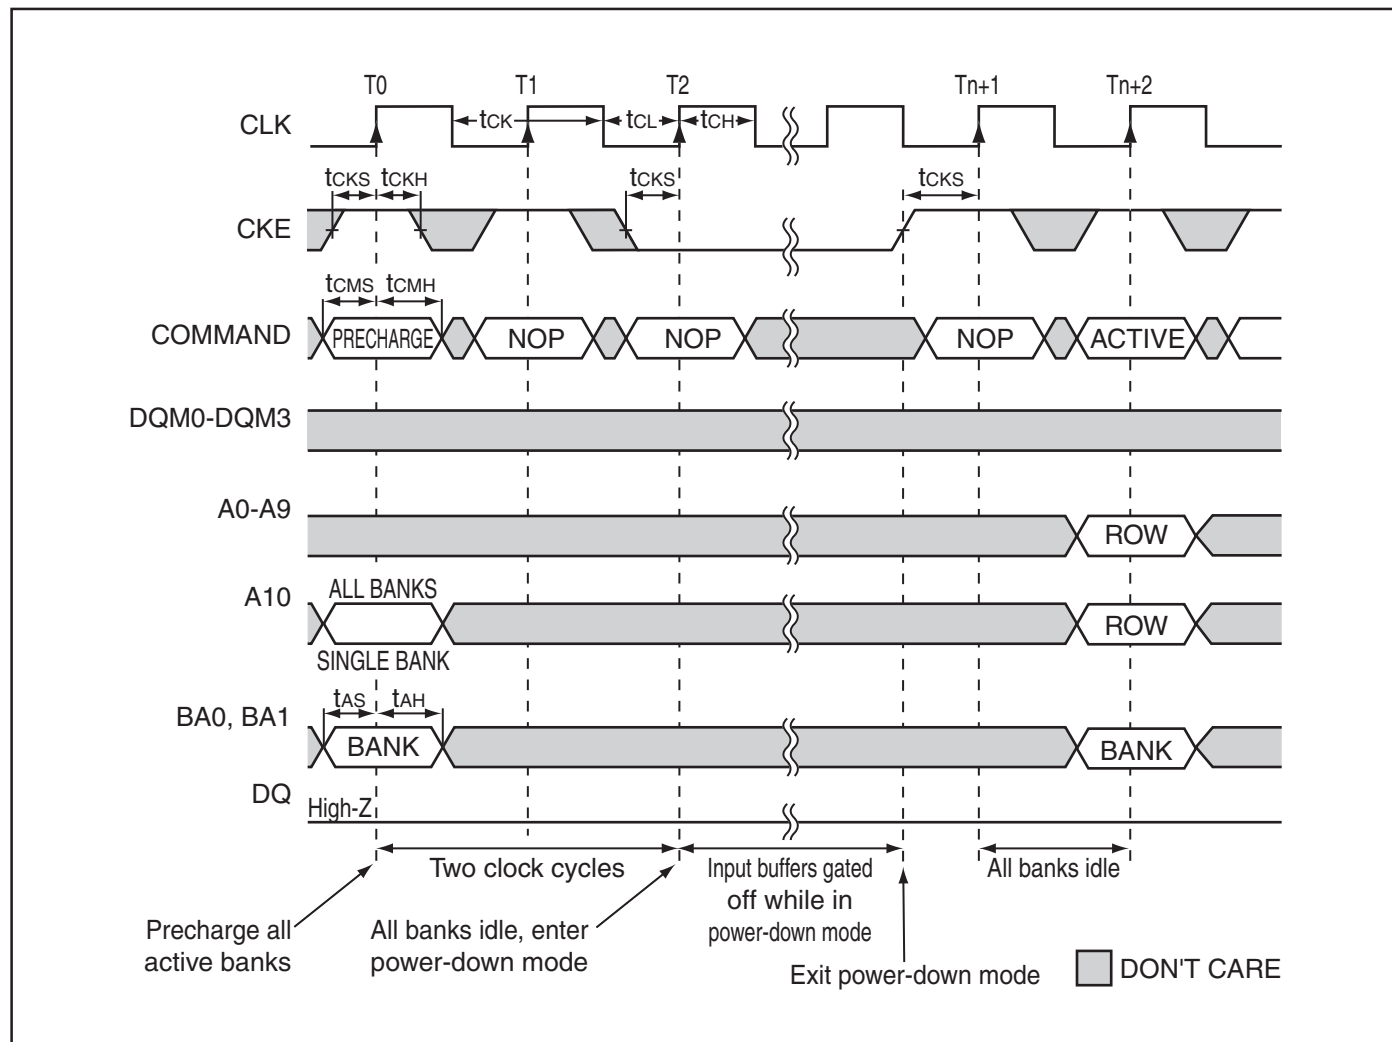 T0 T1 T2 Tn+1 Tn+2
CLK tCK tCL tCH
tCKS tCKH tCKS tCKS
CKE
tCMS tCMH
COMMAND PRECHARGE NOP NOP NOP ACTIVE
DQM0-DQM3
A0-A9 ROW
ALL BANKS
A10 ROW
SINGLE BANK
tAS tAH
BA0, BA1 BANK BANK
DQ
High-Z
Two clock cycles
Input buffers gated
off while in
power-down mode
All banks idle
Precharge all
active banks
All banks idle, enter
power-down mode
Exit power-down mode
DON'T CARE